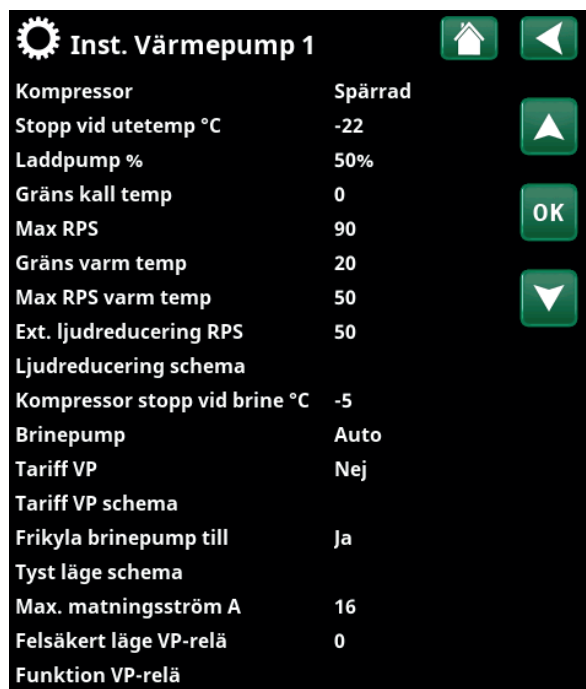 Inst. Värmepump 1
Kompressor Spärrad
Stopp vid utetemp °C -22
Laddpump % 50%
Gräns kall temp 0
OK
Max RPS 90
Gräns varm temp 20
Max RPS varm temp 50
Ext. ljudreducering RPS 50
Ljudreducering schema
Kompressor stopp vid brine °C -5
Brinepump Auto
Tariff VP Nej
Tariff VP schema
Frikyla brinepump till Ja
Tyst läge schema
Max. matningsström A 16
Felsäkert läge VP-relä 0
Funktion VP-relä